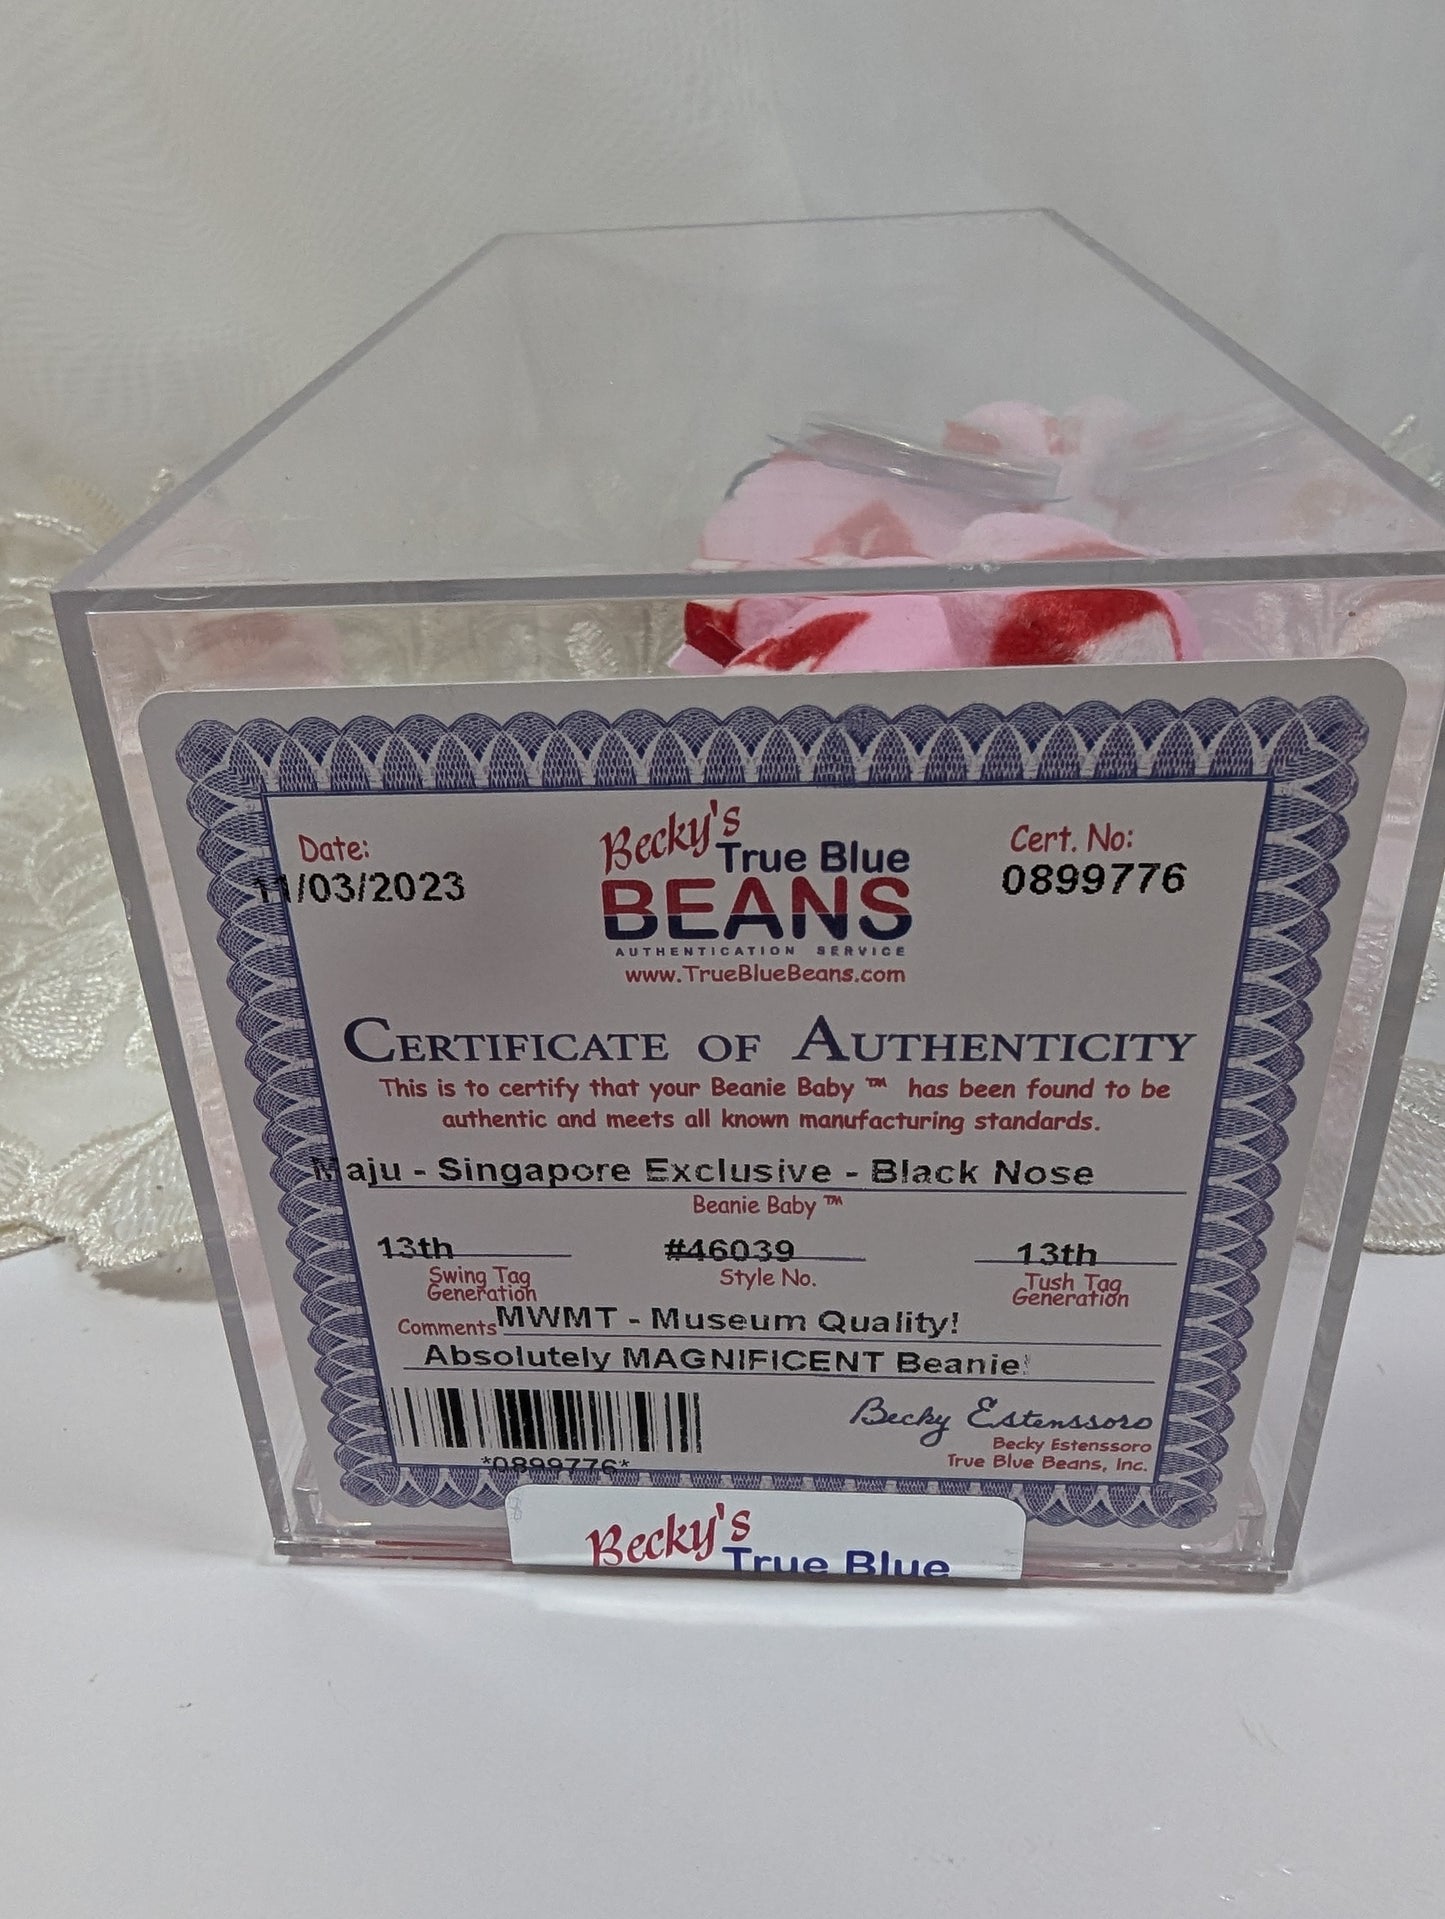 Date:
11/03/2023
Becky's
True Blue
BEANS
AUTHENTICATION SERVICE
www.TrueBlueBeans.com
Cert. No:
0899776
CERTIFICATE OF AUTHENTICITY
This is to certify that your Beanie Baby ™ has been found to be
authentic and meets all known manufacturing standards.
Maju - Singapore Exclusive - Black Nose
Beanie Baby ™
13th #46039 13th
Swing Tag Generation Style No. Tush Tag Generation
Comments MWMT - Museum Quality!
Absolutely MAGNIFICENT Beanie!
Becky Estenssoro
Becky Estenssoro
True Blue Beans, Inc.
*0899776*
Becky's
True Blue